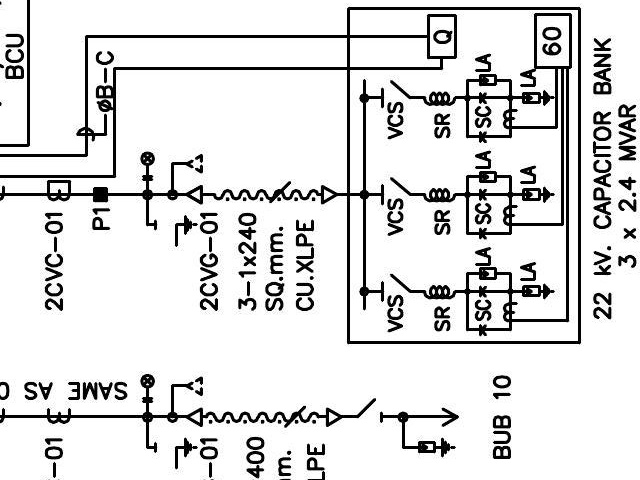 BCU
øB-C
Q
60
LA
LA
VCS
SR
SC
LA
LA
VCS
SR
SC
LA
LA
VCS
SR
SC
22 kV. CAPACITOR BANK
3 x 2.4 MVAR
2CVC-01
P1
2CVG-01
3-1x240
SQ.mm.
CU.XLPE
SAME AS
-01
-01
400
m.
LPE
BUB 10